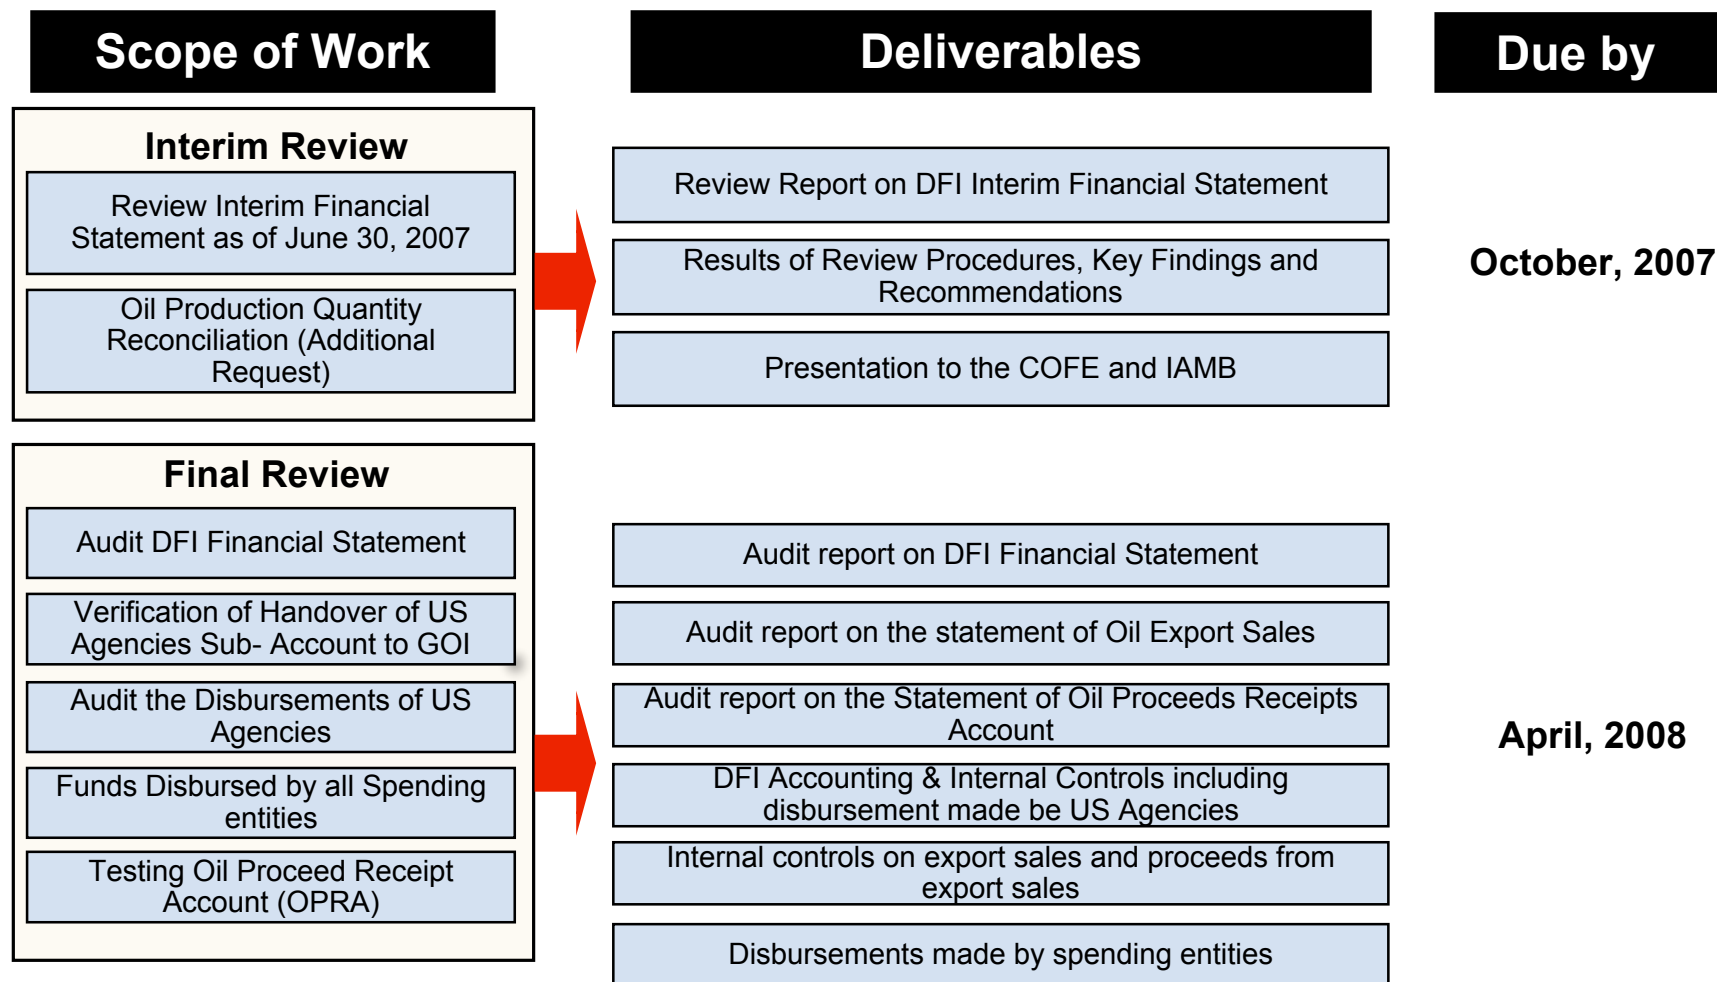 Scope of Work
Deliverables
Due by
Interim Review
Review Interim Financial
Statement as of June 30, 2007
Oil Production Quantity
Reconciliation (Additional
Request)
Review Report on DFI Interim Financial Statement
Results of Review Procedures, Key Findings and
Recommendations
Presentation to the COFE and IAMB
October, 2007
Final Review
Audit DFI Financial Statement
Verification of Handover of US
Agencies Sub- Account to GOI
Audit the Disbursements of US
Agencies
Funds Disbursed by all Spending
entities
Testing Oil Proceed Receipt
Account (OPRA)
Audit report on DFI Financial Statement
Audit report on the statement of Oil Export Sales
Audit report on the Statement of Oil Proceeds Receipts
Account
DFI Accounting & Internal Controls including
disbursement made be US Agencies
Internal controls on export sales and proceeds from
export sales
Disbursements made by spending entities
April, 2008